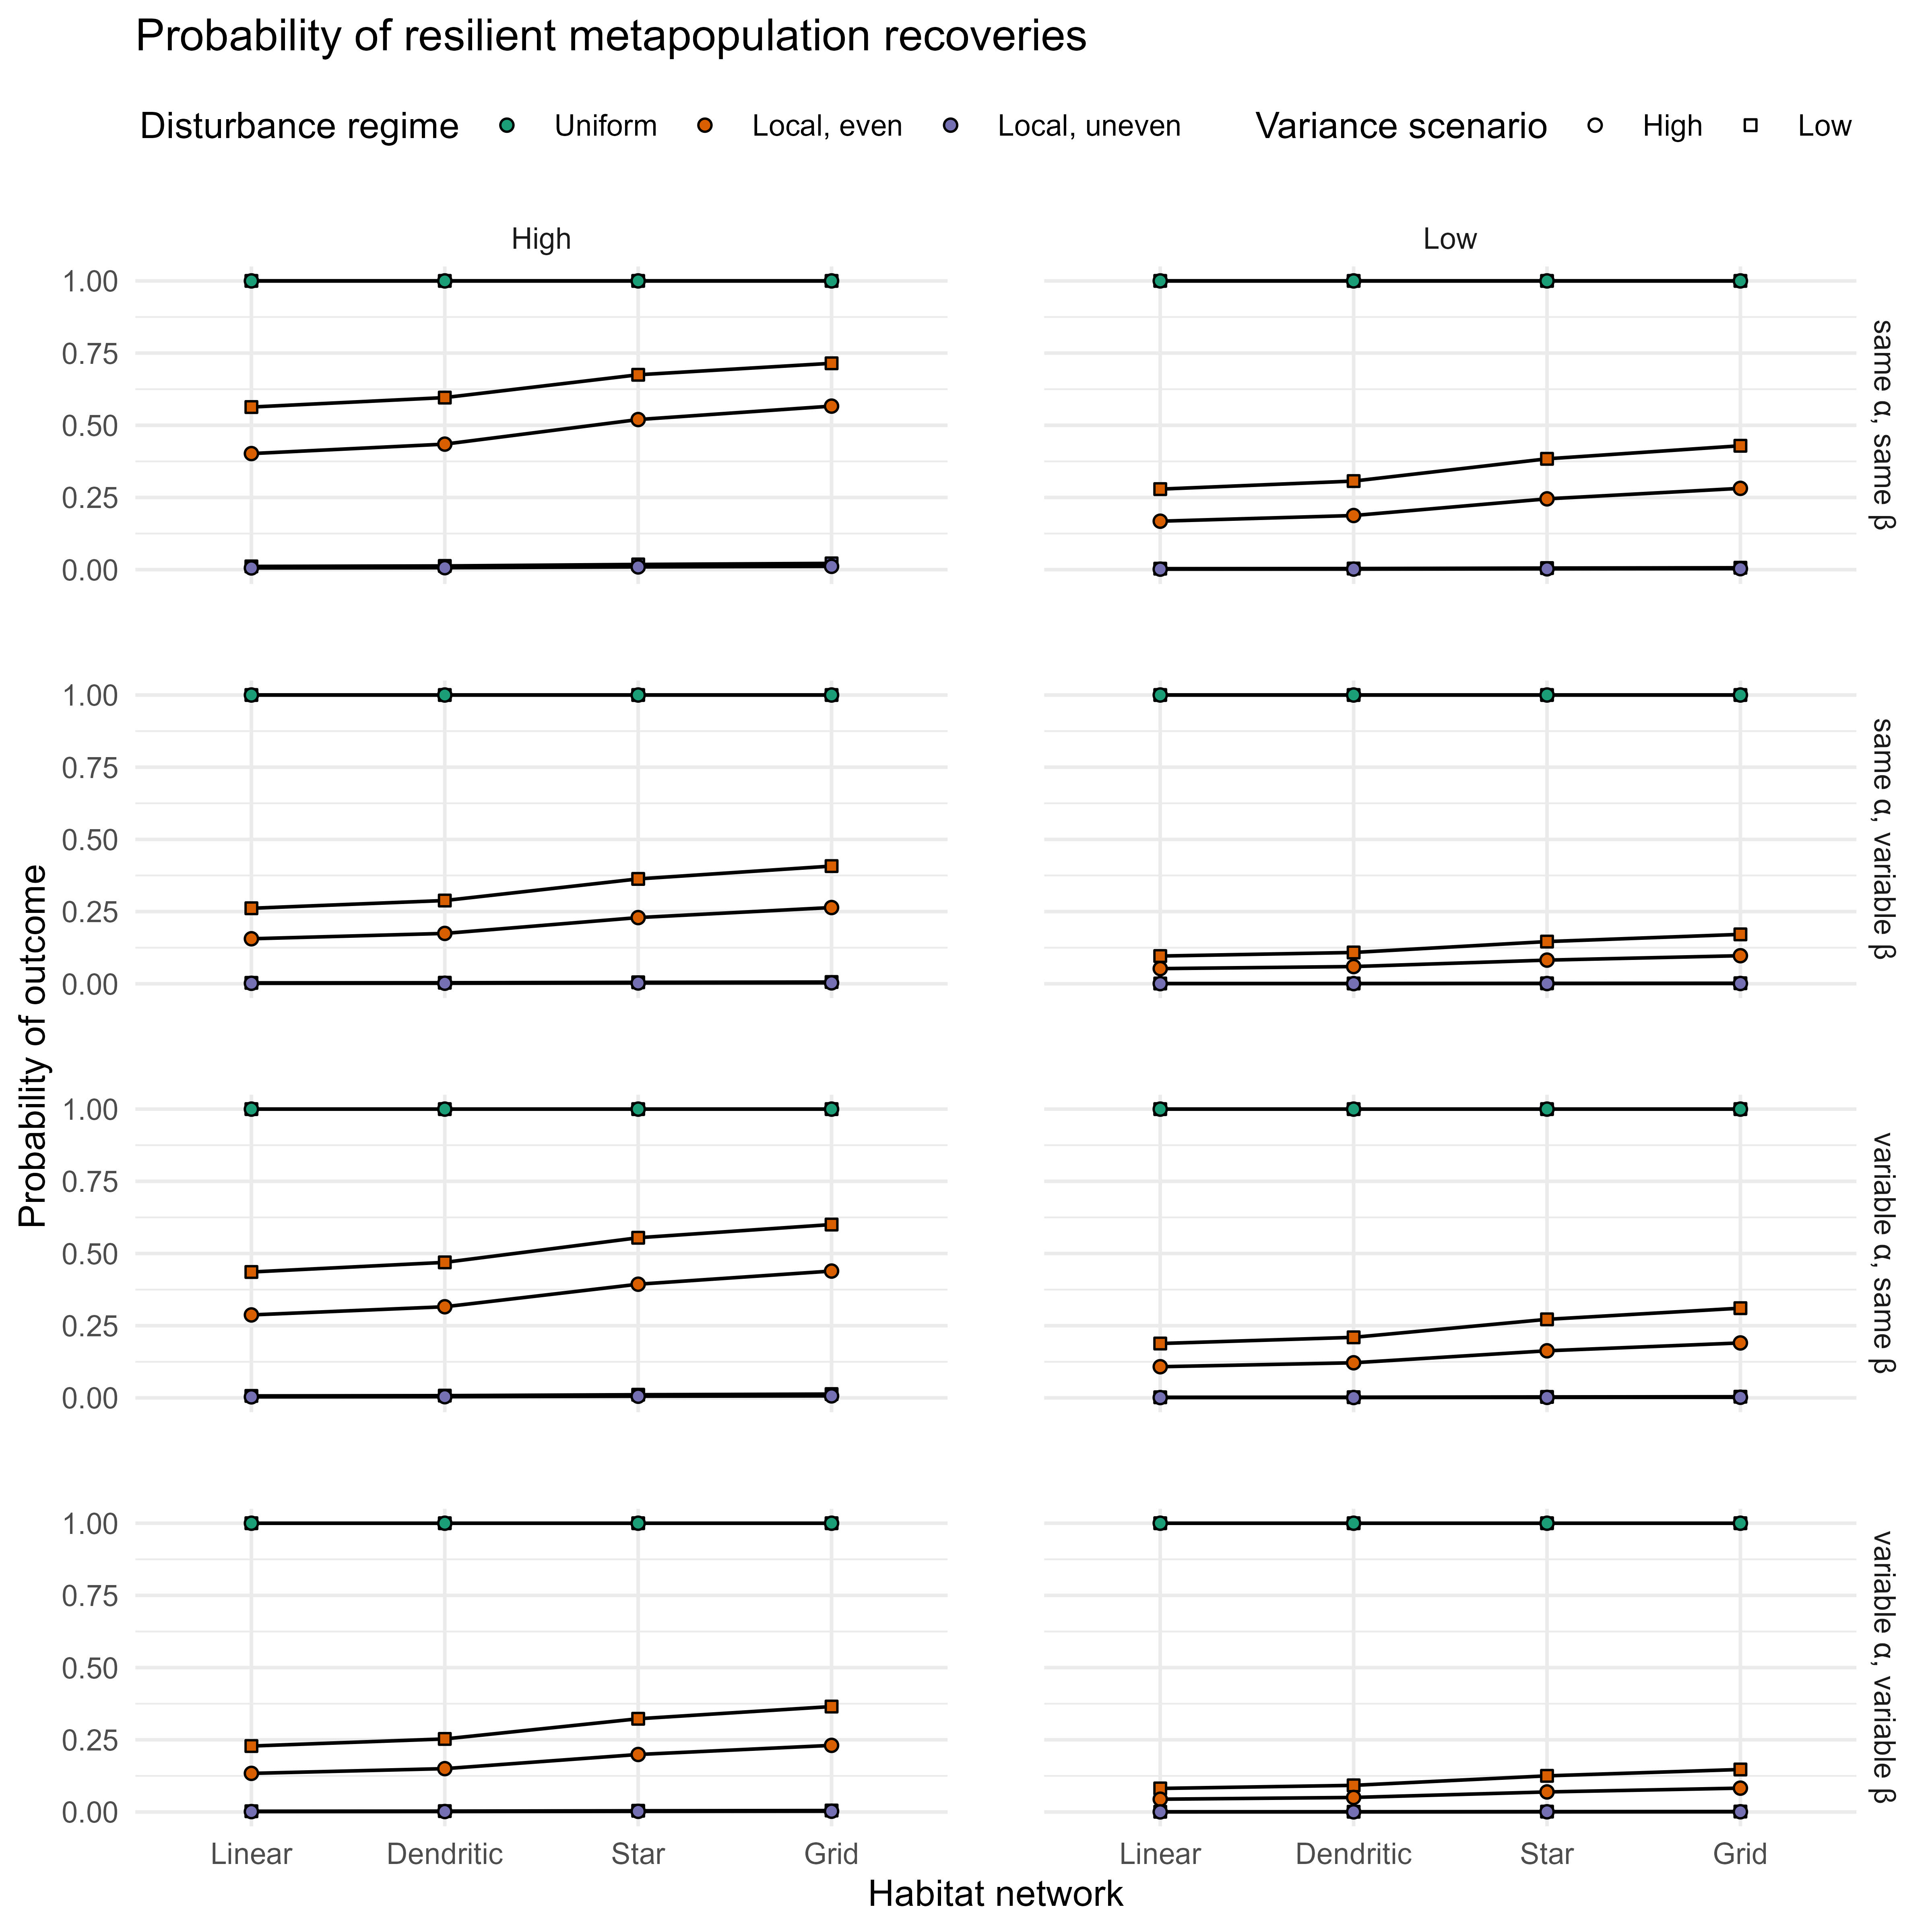 Probability of resilient metapopulation recoveries
Disturbance regime Uniform Local, even Local, uneven Variance scenario High Low
High Low
1.00
0.75
0.50
0.25
0.00
same α, same β
1.00
0.75
0.50
0.25
0.00
same α, variable β
1.00
0.75
0.50
0.25
0.00
variable α, same β
1.00
0.75
0.50
0.25
0.00
variable α, variable β
Probability of outcome
Linear Dendritic Star Grid Linear Dendritic Star Grid
Habitat network